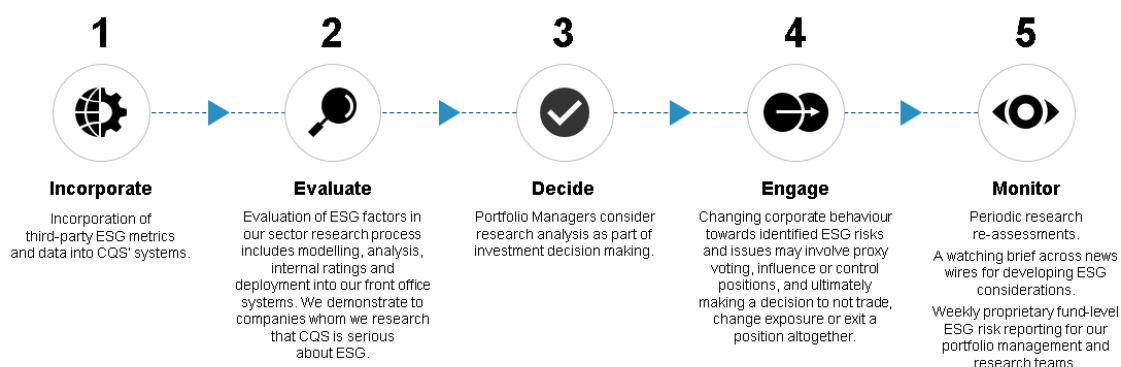 1
Incorporate
Incorporation of
third-party ESG metrics
and data into CQS' systems.
2
Evaluate
Evaluation of ESG factors in
our sector research process
includes modelling, analysis,
internal ratings and
deployment into our front office
systems. We demonstrate to
companies whom we research
that CQS is serious
about ESG.
3
Decide
Portfolio Managers consider
research analysis as part of
investment decision making.
4
Engage
Changing corporate behaviour
towards identified ESG risks
and issues may involve proxy
voting, influence or control
positions, and ultimately
making a decision to not trade,
change exposure or exit a
position altogether.
5
Monitor
Periodic research
re-assessments.
A watching brief across news
wires for developing ESG
considerations.
Weekly proprietary fund-level
ESG risk reporting for our
portfolio management and
research teams